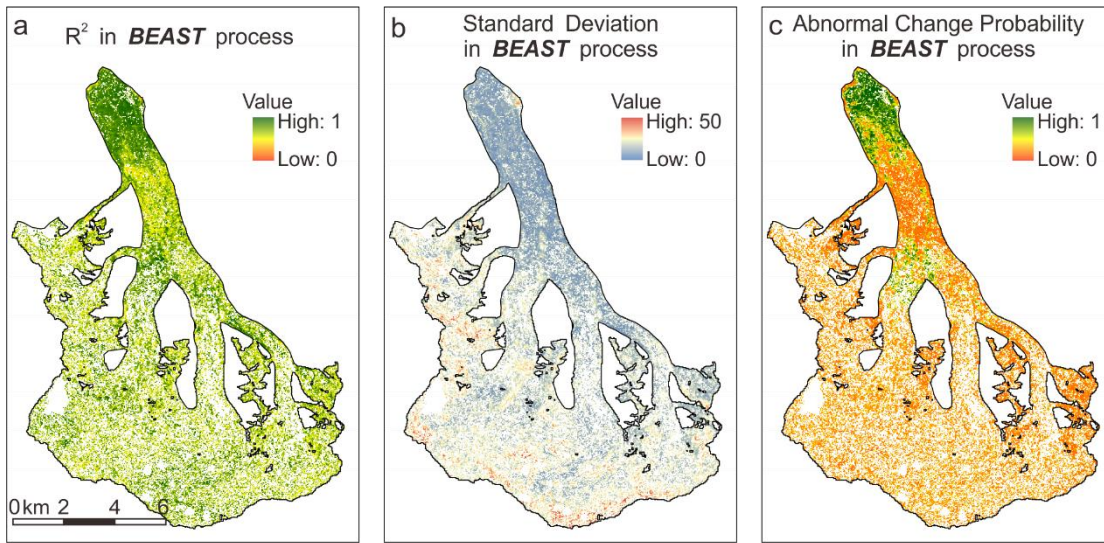 a
R² in BEAST process
Value
High: 1
Low: 0
0 km 2 4 6
b
Standard Deviation
in BEAST process
Value
High: 50
Low: 0
c
Abnormal Change Probability
in BEAST process
Value
High: 1
Low: 0